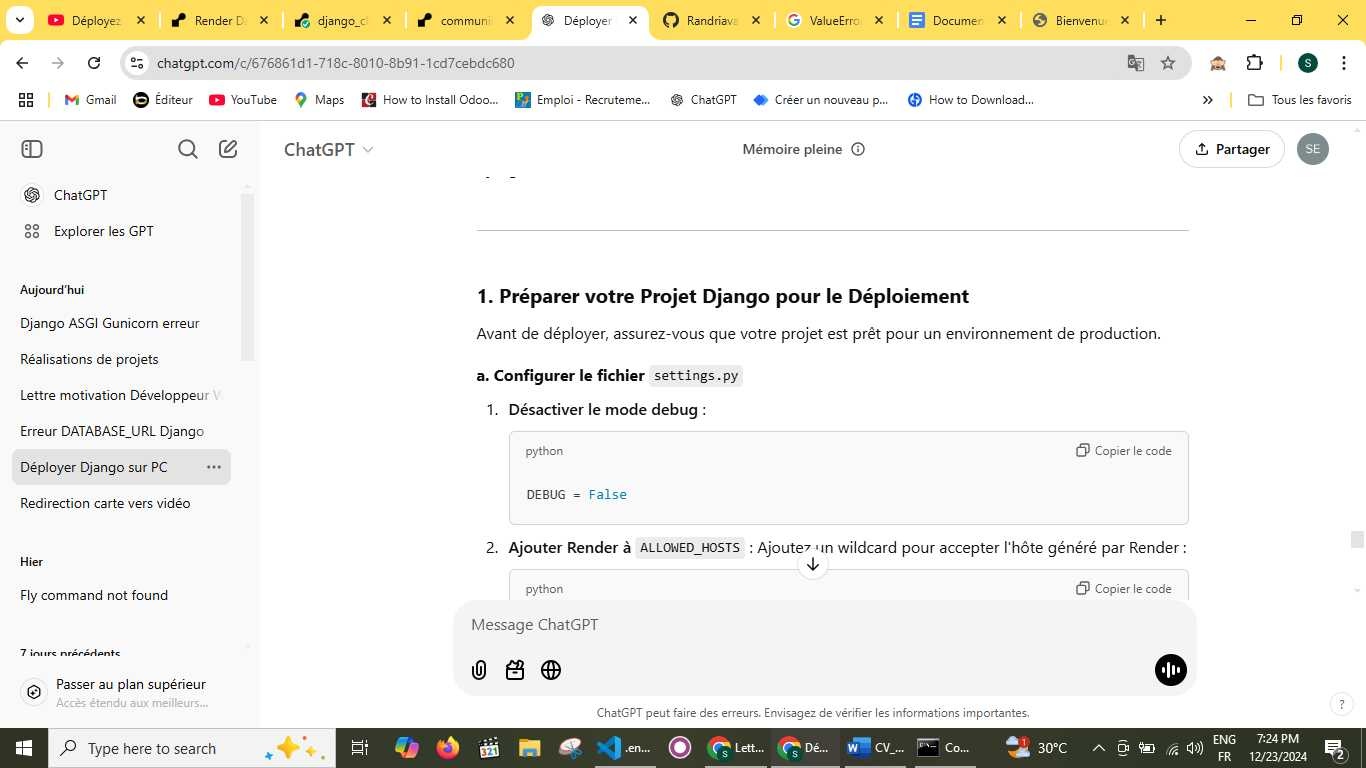 Déployez
Render D
django_cl
communi
Déployer
Randriava
ValueErro
Documen
Bienvenu
chatgpt.com/c/676861d1-718c-8010-8b91-1cd7cebdc680
S
Gmail
Éditeur
YouTube
Maps
How to Install Odoo...
Emploi - Recruteme...
ChatGPT
Créer un nouveau p...
How to Download...
Tous les favoris
ChatGPT
Mémoire pleine
Partager
SE
ChatGPT
Explorer les GPT
Aujourd'hui
Django ASGI Gunicorn erreur
Réalisations de projets
Lettre motivation Développeur W
Erreur DATABASE_URL Django
Déployer Django sur PC
Redirection carte vers vidéo
Hier
Fly command not found
7 jours précédents
Passer au plan supérieur
Accès étendu aux meilleurs...
1. Préparer votre Projet Django pour le Déploiement
Avant de déployer, assurez-vous que votre projet est prêt pour un environnement de production.
a. Configurer le fichier settings.py
1. Désactiver le mode debug :
python
Copier le code
DEBUG = False
2. Ajouter Render à ALLOWED_HOSTS : Ajoutez un wildcard pour accepter l'hôte généré par Render :
python
Copier le code
Message ChatGPT
ChatGPT peut faire des erreurs. Envisagez de vérifier les informations importantes.
?
Type here to search
321
.en...
Lett...
Dé...
CV_...
Co...
30°C
ENG
FR
7:24 PM
12/23/2024
2